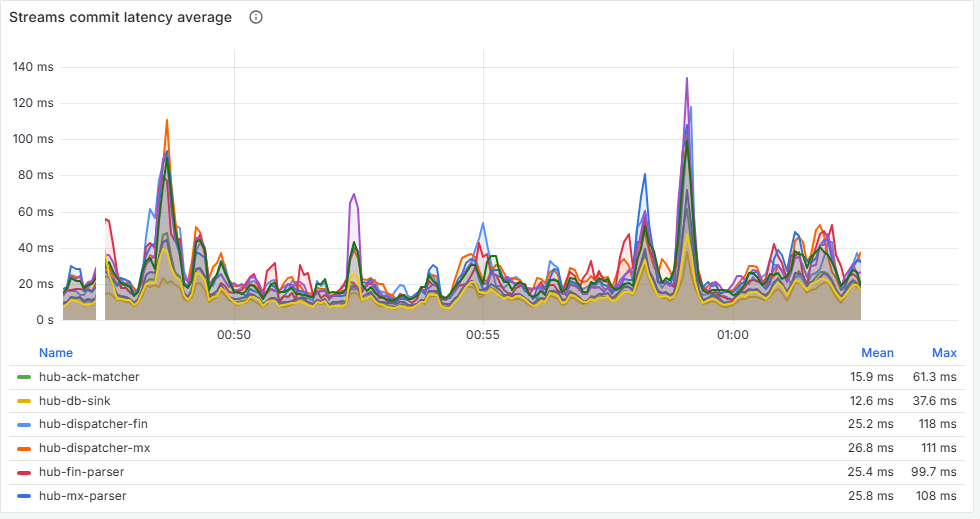 Streams commit latency average
140 ms
120 ms
100 ms
80 ms
60 ms
40 ms
20 ms
0 s
00:50 00:55 01:00
Name Mean Max
hub-ack-matcher 15.9 ms 61.3 ms
hub-db-sink 12.6 ms 37.6 ms
hub-dispatcher-fin 25.2 ms 118 ms
hub-dispatcher-mx 26.8 ms 111 ms
hub-fin-parser 25.4 ms 99.7 ms
hub-mx-parser 25.8 ms 108 ms